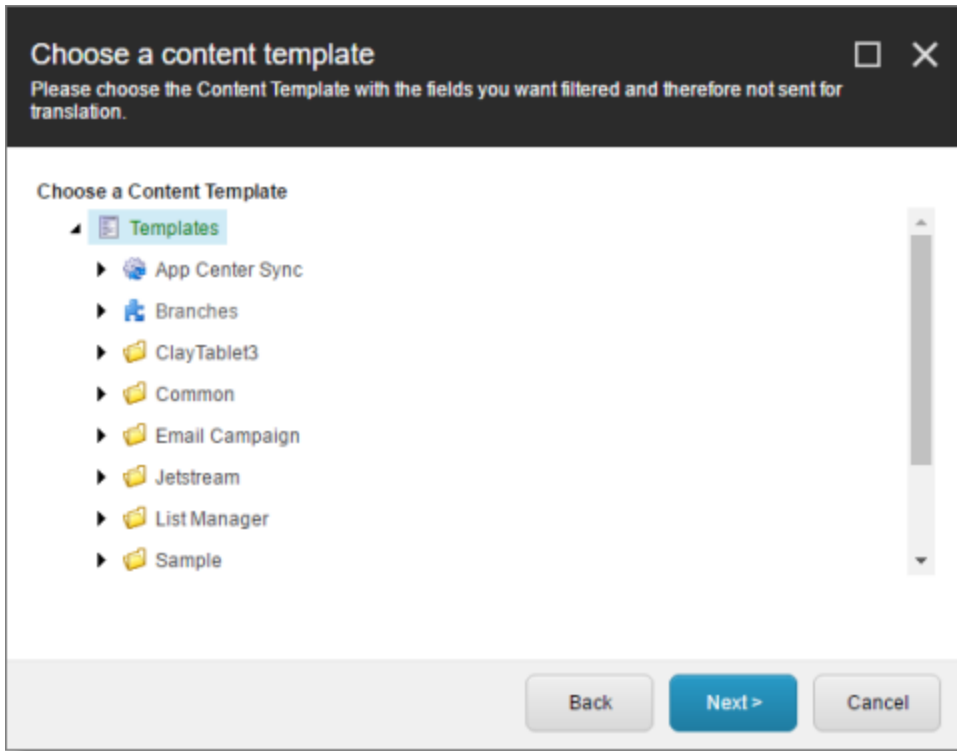 Choose a content template
Please choose the Content Template with the fields you want filtered and therefore not sent for
translation.
Choose a Content Template
Templates
App Center Sync
Branches
ClayTablet3
Common
Email Campaign
Jetstream
List Manager
Sample
Back
Next >
Cancel